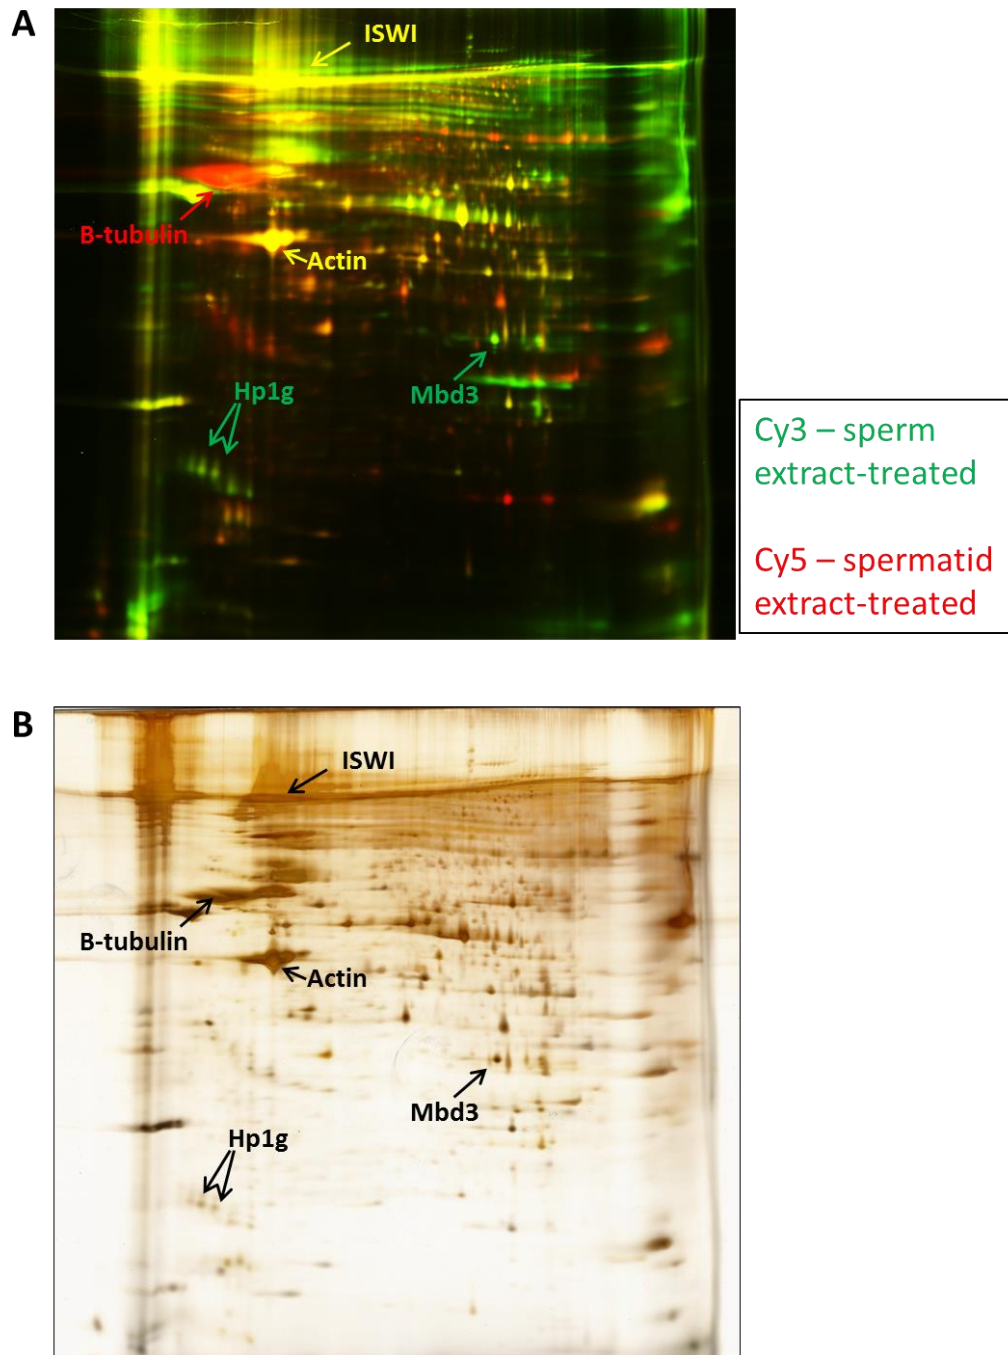 A
ISWI
B-tubulin
Actin
Hp1g
Mbd3
Cy3 – sperm
extract-treated
Cy5 – spermatid
extract-treated
B
ISWI
B-tubulin
Actin
Mbd3
Hp1g